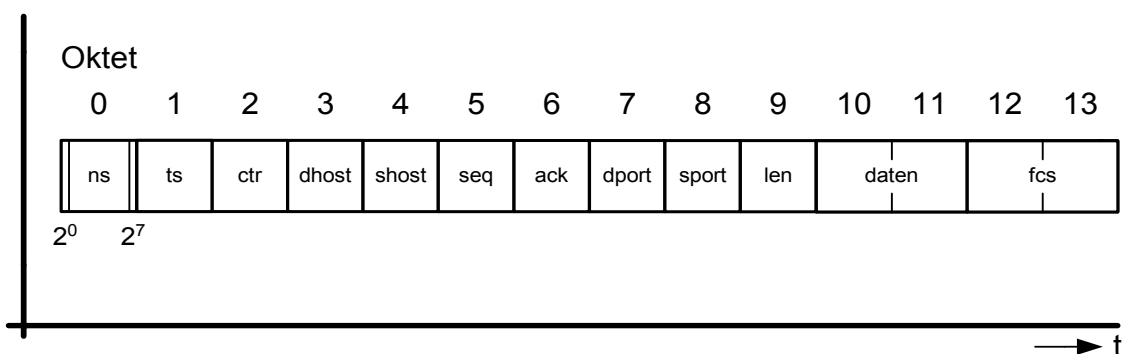 Oktet
0 1 2 3 4 5 6 7 8 9 10 11 12 13
ns ts ctr dhost shost seq ack dport sport len daten fcs
2⁰ 2⁷
t